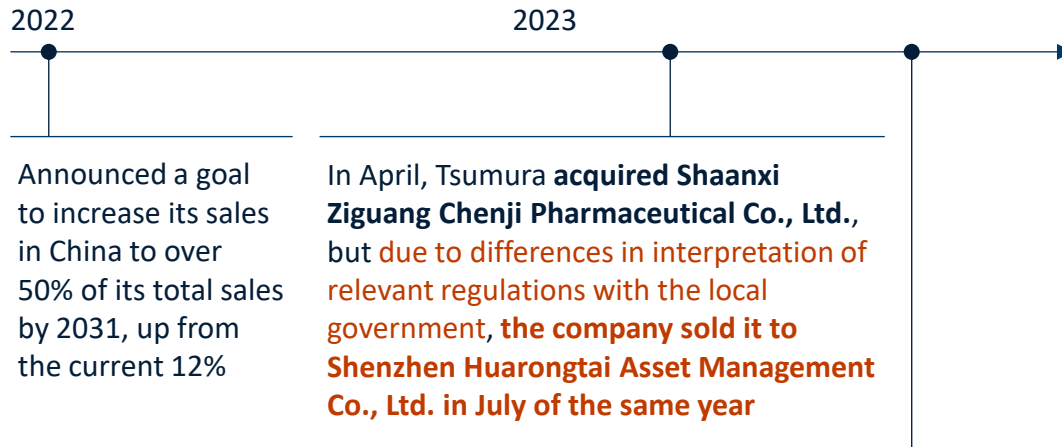 2022
2023
Announced a goal
to increase its sales
in China to over
50% of its total sales
by 2031, up from
the current 12%
In April, Tsumura acquired Shaanxi
Ziguang Chenji Pharmaceutical Co., Ltd.,
but due to differences in interpretation of
relevant regulations with the local
government, the company sold it to
Shenzhen Huarongtai Asset Management
Co., Ltd. in July of the same year